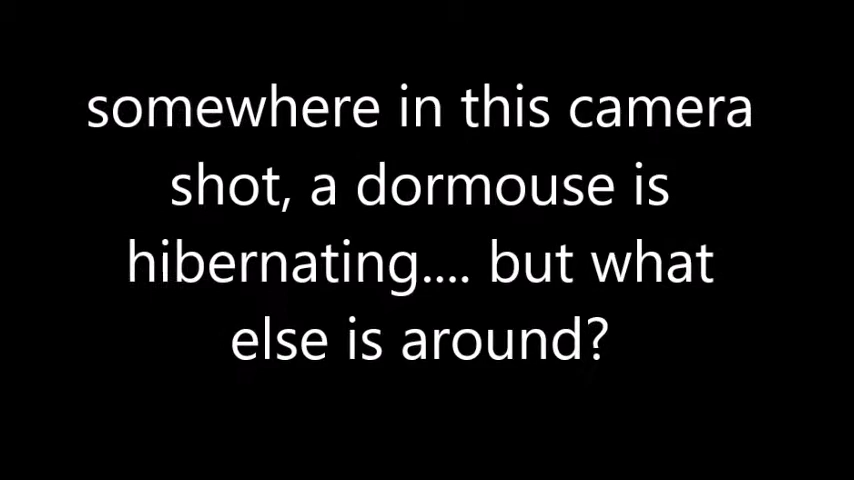 somewhere in this camera
shot, a dormouse is
hibernating.... but what
else is around?